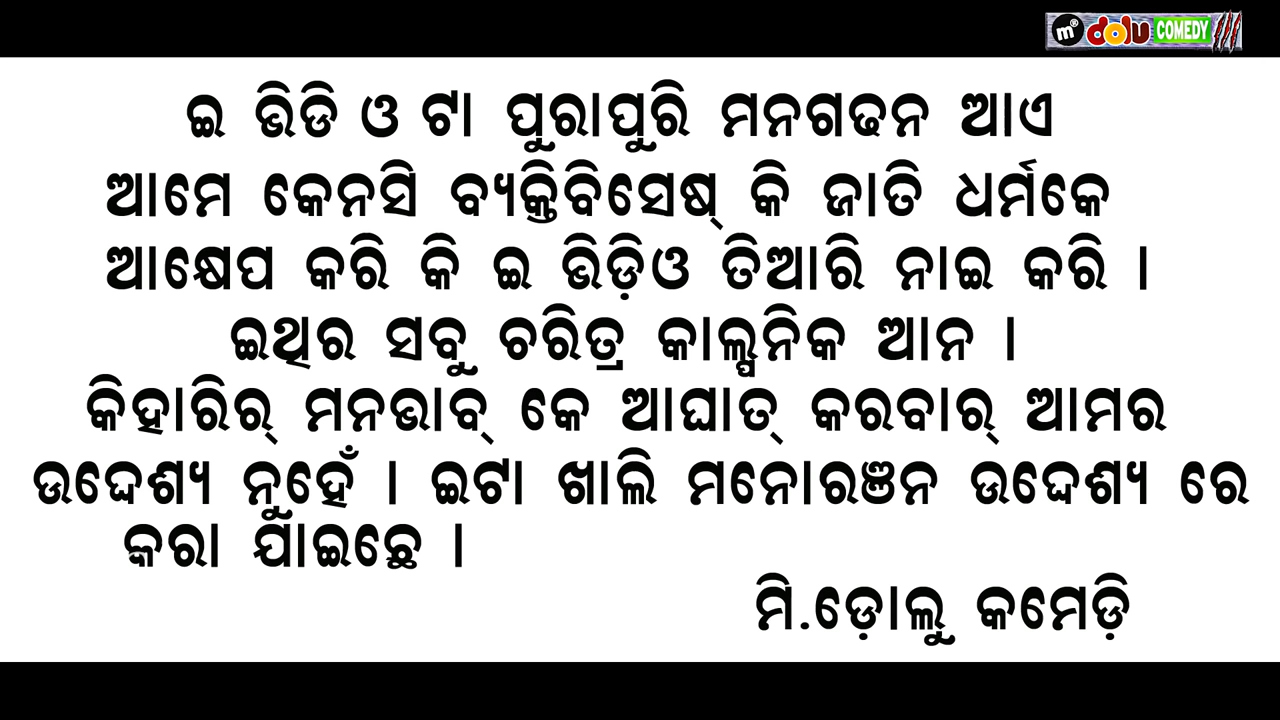 m® dolu COMEDY
ଇ ଭିଡି ଓ ଟା ପୁରାପୁରି ମନଗଢନ ଆଏ
ଆମେ କେନସି ବ୍ୟକ୍ତିବିସେଷ୍ କି ଜାତି ଧର୍ମକେ
ଆକ୍ଷେପ କରି କି ଇ ଭିଡ଼ିଓ ତିଆରି ନାଇ କରି ।
ଇଥିର ସବୁ ଚରିତ୍ର କାଳ୍ପନିକ ଆନ ।
କିହାରିର୍ ମନଭାବ୍ କେ ଆଘାତ୍ କରବାର୍ ଆମର
ଉଦ୍ଦେଶ୍ୟ ନୁହେଁ । ଇଟା ଖାଲି ମନୋରଞ୍ଜନ ଉଦ୍ଦେଶ୍ୟ ରେ
କରା ଯାଇଛେ ।
ମି.ଡ଼ୋଲୁ କମେଡ଼ି